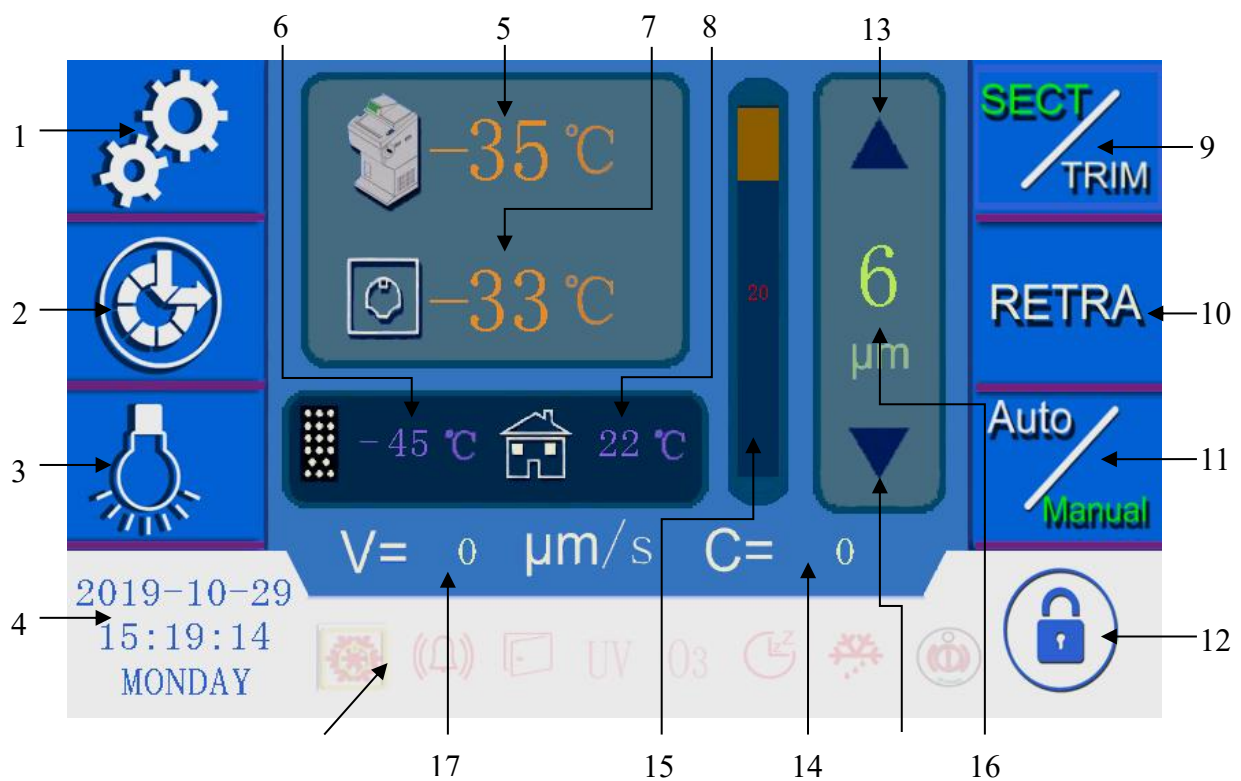 6 5 7 8 13
1
-35 ℃
SECT
TRIM
9
2
-33 ℃
20
6
μm
RETRA
10
3
-45 ℃
22 ℃
Auto
Manual
11
V= 0 μm/s C= 0
4
2019-10-29
15:19:14
MONDAY
UV O3
zZ
12
17 15 14 16